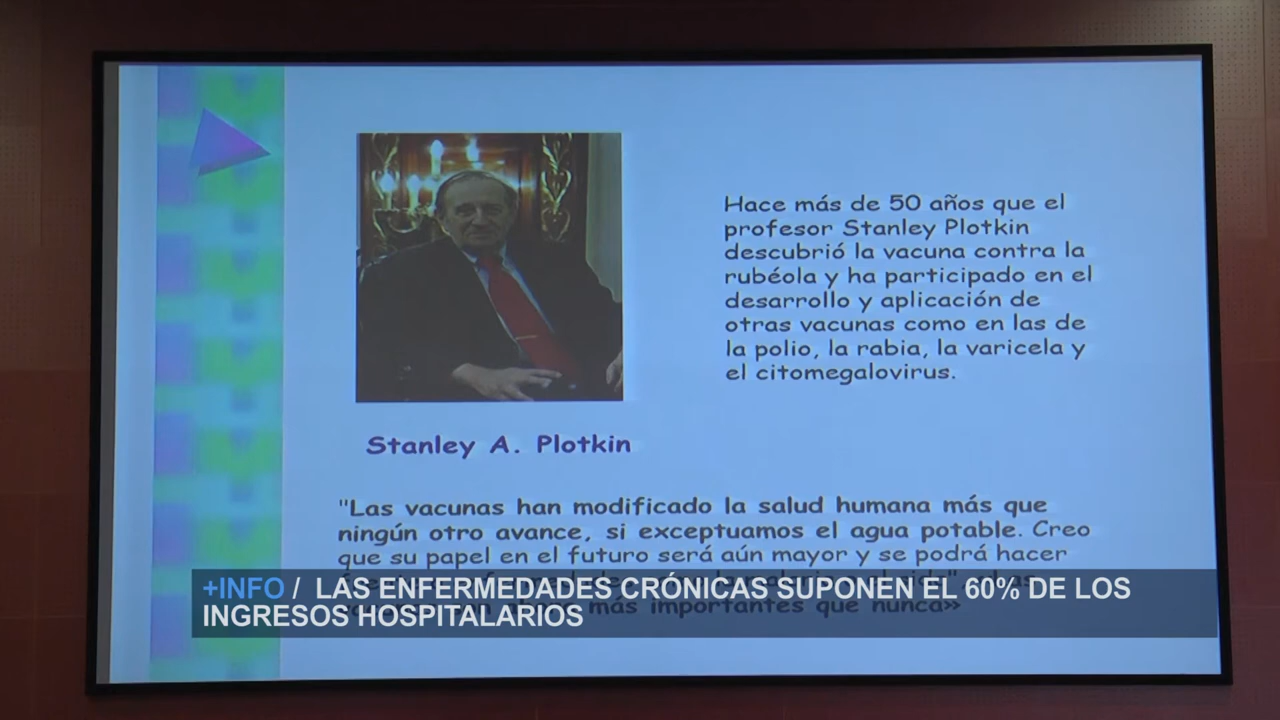 Hace más de 50 años que el
profesor Stanley Plotkin
descubrió la vacuna contra la
rubéola y ha participado en el
desarrollo y aplicación de
otras vacunas como en las de
la polio, la rabia, la varicela y
el citomegalovirus.
Stanley A. Plotkin
"Las vacunas han modificado la salud humana más que
ningún otro avance, si exceptuamos el agua potable. Creo
que su papel en el futuro será aún mayor y se podrá hacer
más importantes que nunca»
+INFO / LAS ENFERMEDADES CRÓNICAS SUPONEN EL 60% DE LOS
INGRESOS HOSPITALARIOS